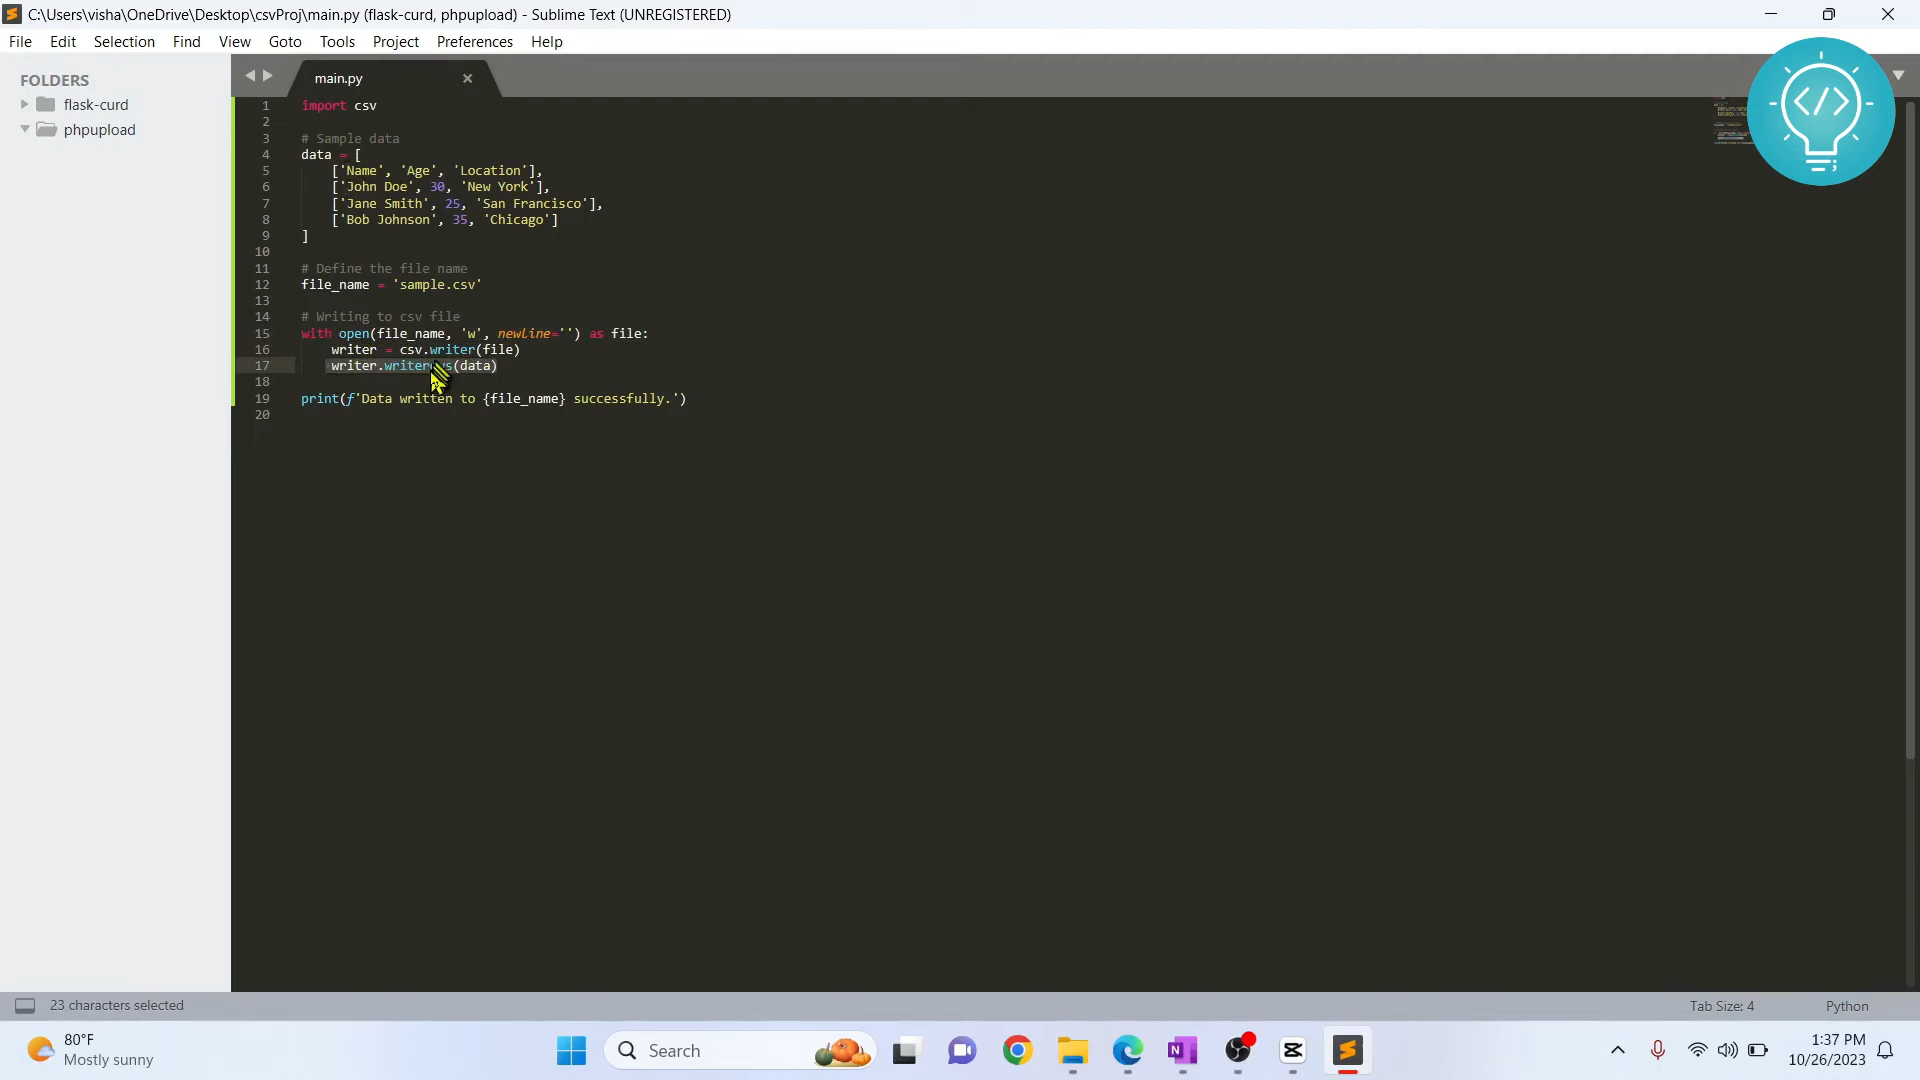 C:\Users\visha\OneDrive\Desktop\csvProj\main.py (flask-curd, phpupload) - Sublime Text (UNREGISTERED)
File Edit Selection Find View Goto Tools Project Preferences Help
FOLDERS
flask-curd
phpupload
main.py
1 import csv
2
3 # Sample data
4 data = [
5 ['Name', 'Age', 'Location'],
6 ['John Doe', 30, 'New York'],
7 ['Jane Smith', 25, 'San Francisco'],
8 ['Bob Johnson', 35, 'Chicago']
9 ]
10
11 # Define the file name
12 file_name = 'sample.csv'
13
14 # Writing to csv file
15 with open(file_name, 'w', newline='') as file:
16 writer = csv.writer(file)
17 writer.writerows(data)
18
19 print(f'Data written to {file_name} successfully.')
20
</>
23 characters selected
Tab Size: 4
Python
80°F
Mostly sunny
Search
1:37 PM
10/26/2023